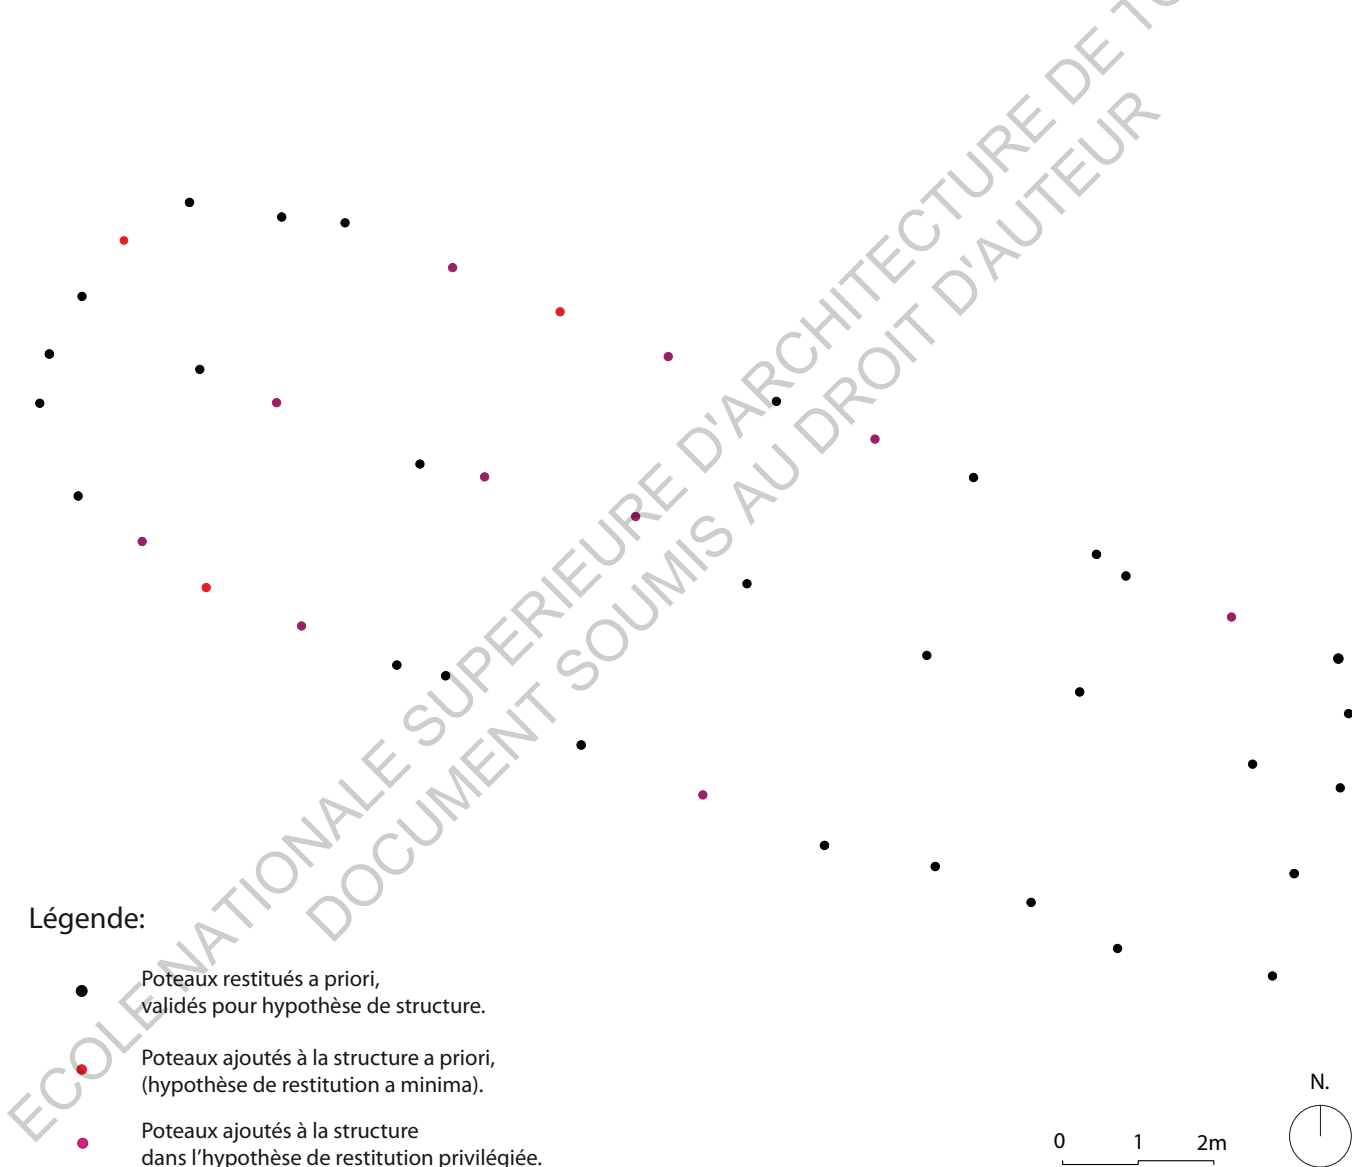 ECOLE NATIONALE SUPERIEURE D'ARCHITECTURE DE
DOCUMENT SOUMIS AU DROIT D'AUTEUR
Légende:
Poteaux restitués a priori,
validés pour hypothèse de structure.
Poteaux ajoutés à la structure a priori,
(hypothèse de restitution a minima).
Poteaux ajoutés à la structure
dans l'hypothèse de restitution privilégiée.
0 1 2m
N.